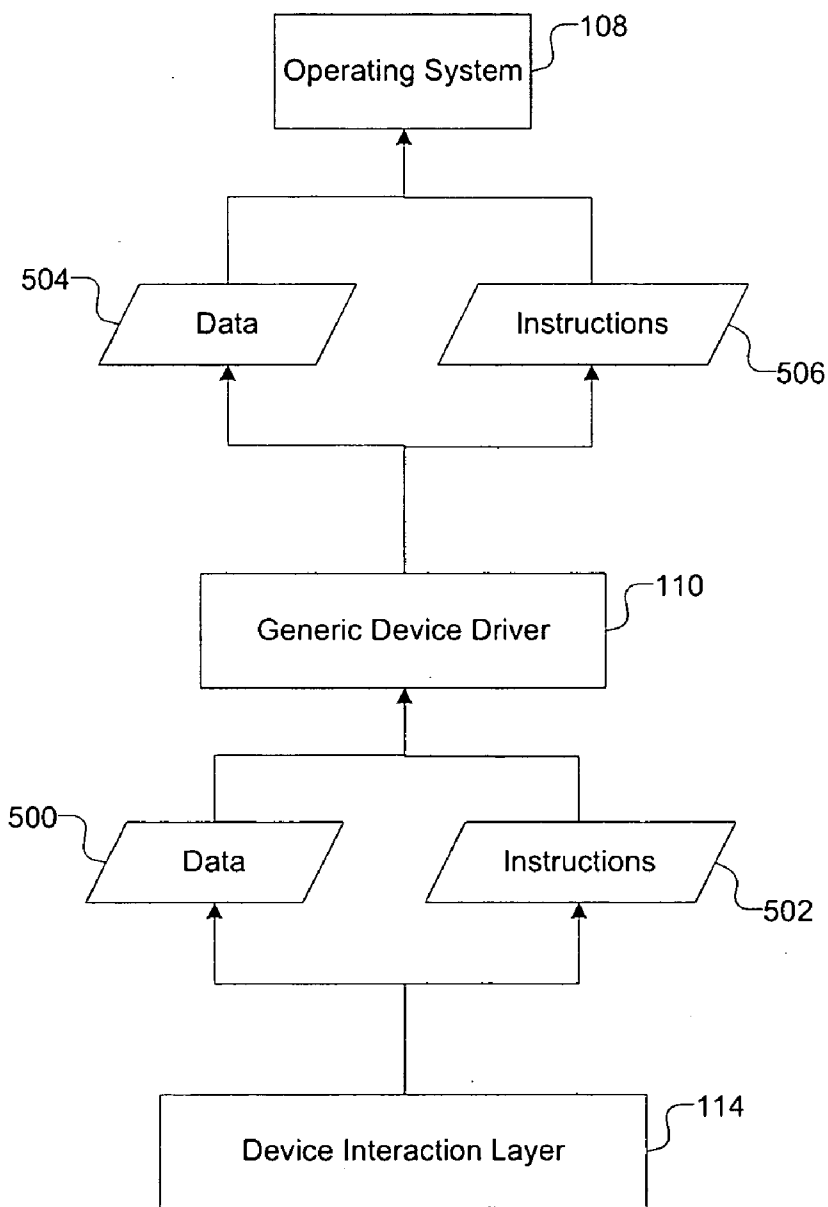 108
Operating System
504
Data
Instructions
506
110
Generic Device Driver
500
Data
Instructions
502
114
Device Interaction Layer